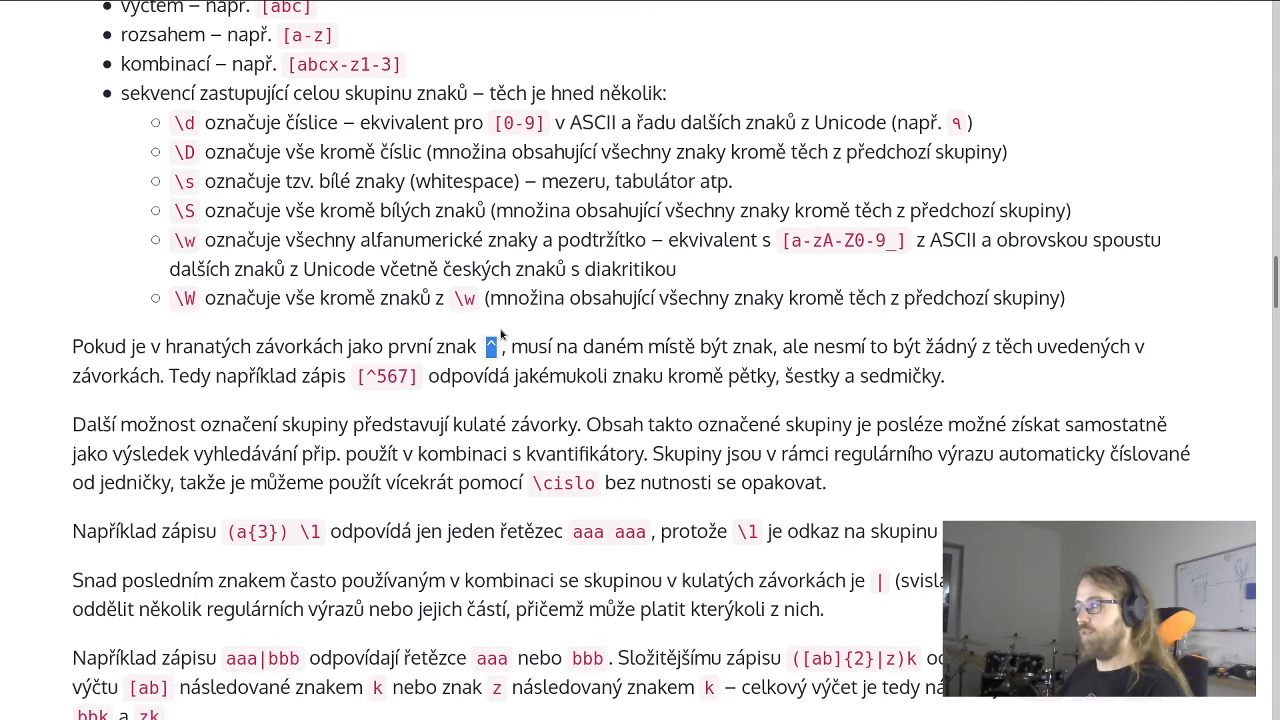 výčtem – např. [abc]
rozsahem – např. [a-z]
kombinací – např. [abcx-z1-3]
sekvencí zastupující celou skupinu znaků – těch je hned několik:
\d označuje číslice – ekvivalent pro [0-9] v ASCII a řadu dalších znaků z Unicode (např. ٩)
\D označuje vše kromě číslic (množina obsahující všechny znaky kromě těch z předchozí skupiny)
\s označuje tzv. bílé znaky (whitespace) – mezeru, tabulátor atp.
\S označuje vše kromě bílých znaků (množina obsahující všechny znaky kromě těch z předchozí skupiny)
\w označuje všechny alfanumerické znaky a podtržítko – ekvivalent s [a-zA-Z0-9_] z ASCII a obrovskou spoustu
dalších znaků z Unicode včetně českých znaků s diakritikou
\W označuje vše kromě znaků z \w (množina obsahující všechny znaky kromě těch z předchozí skupiny)
Pokud je v hranatých závorkách jako první znak ^, musí na daném místě být znak, ale nesmí to být žádný z těch uvedených v
závorkách. Tedy například zápis [^567] odpovídá jakémukoli znaku kromě pětky, šestky a sedmičky.
Další možnost označení skupiny představují kulaté závorky. Obsah takto označené skupiny je posléze možné získat samostatně
jako výsledek vyhledávání přip. použít v kombinaci s kvantifikátory. Skupiny jsou v rámci regulárního výrazu automaticky číslované
od jedničky, takže je můžeme použít vícekrát pomocí \cislo bez nutnosti se opakovat.
Například zápisu (a{3}) \1 odpovídá jen jeden řetězec aaa aaa, protože \1 je odkaz na skupinu
Snad posledním znakem často používaným v kombinaci se skupinou v kulatých závorkách je |
oddělit několik regulárních výrazů nebo jejich částí, přičemž může platit kterýkoli z nich.
Například zápisu aaa|bbb odpovídají řetězce aaa nebo bbb. Složitějšímu zápisu ([ab]{2}|z)k
výčtu [ab] následované znakem k nebo znak z následovaný znakem k – celkový výčet je tedy
bbk a zk